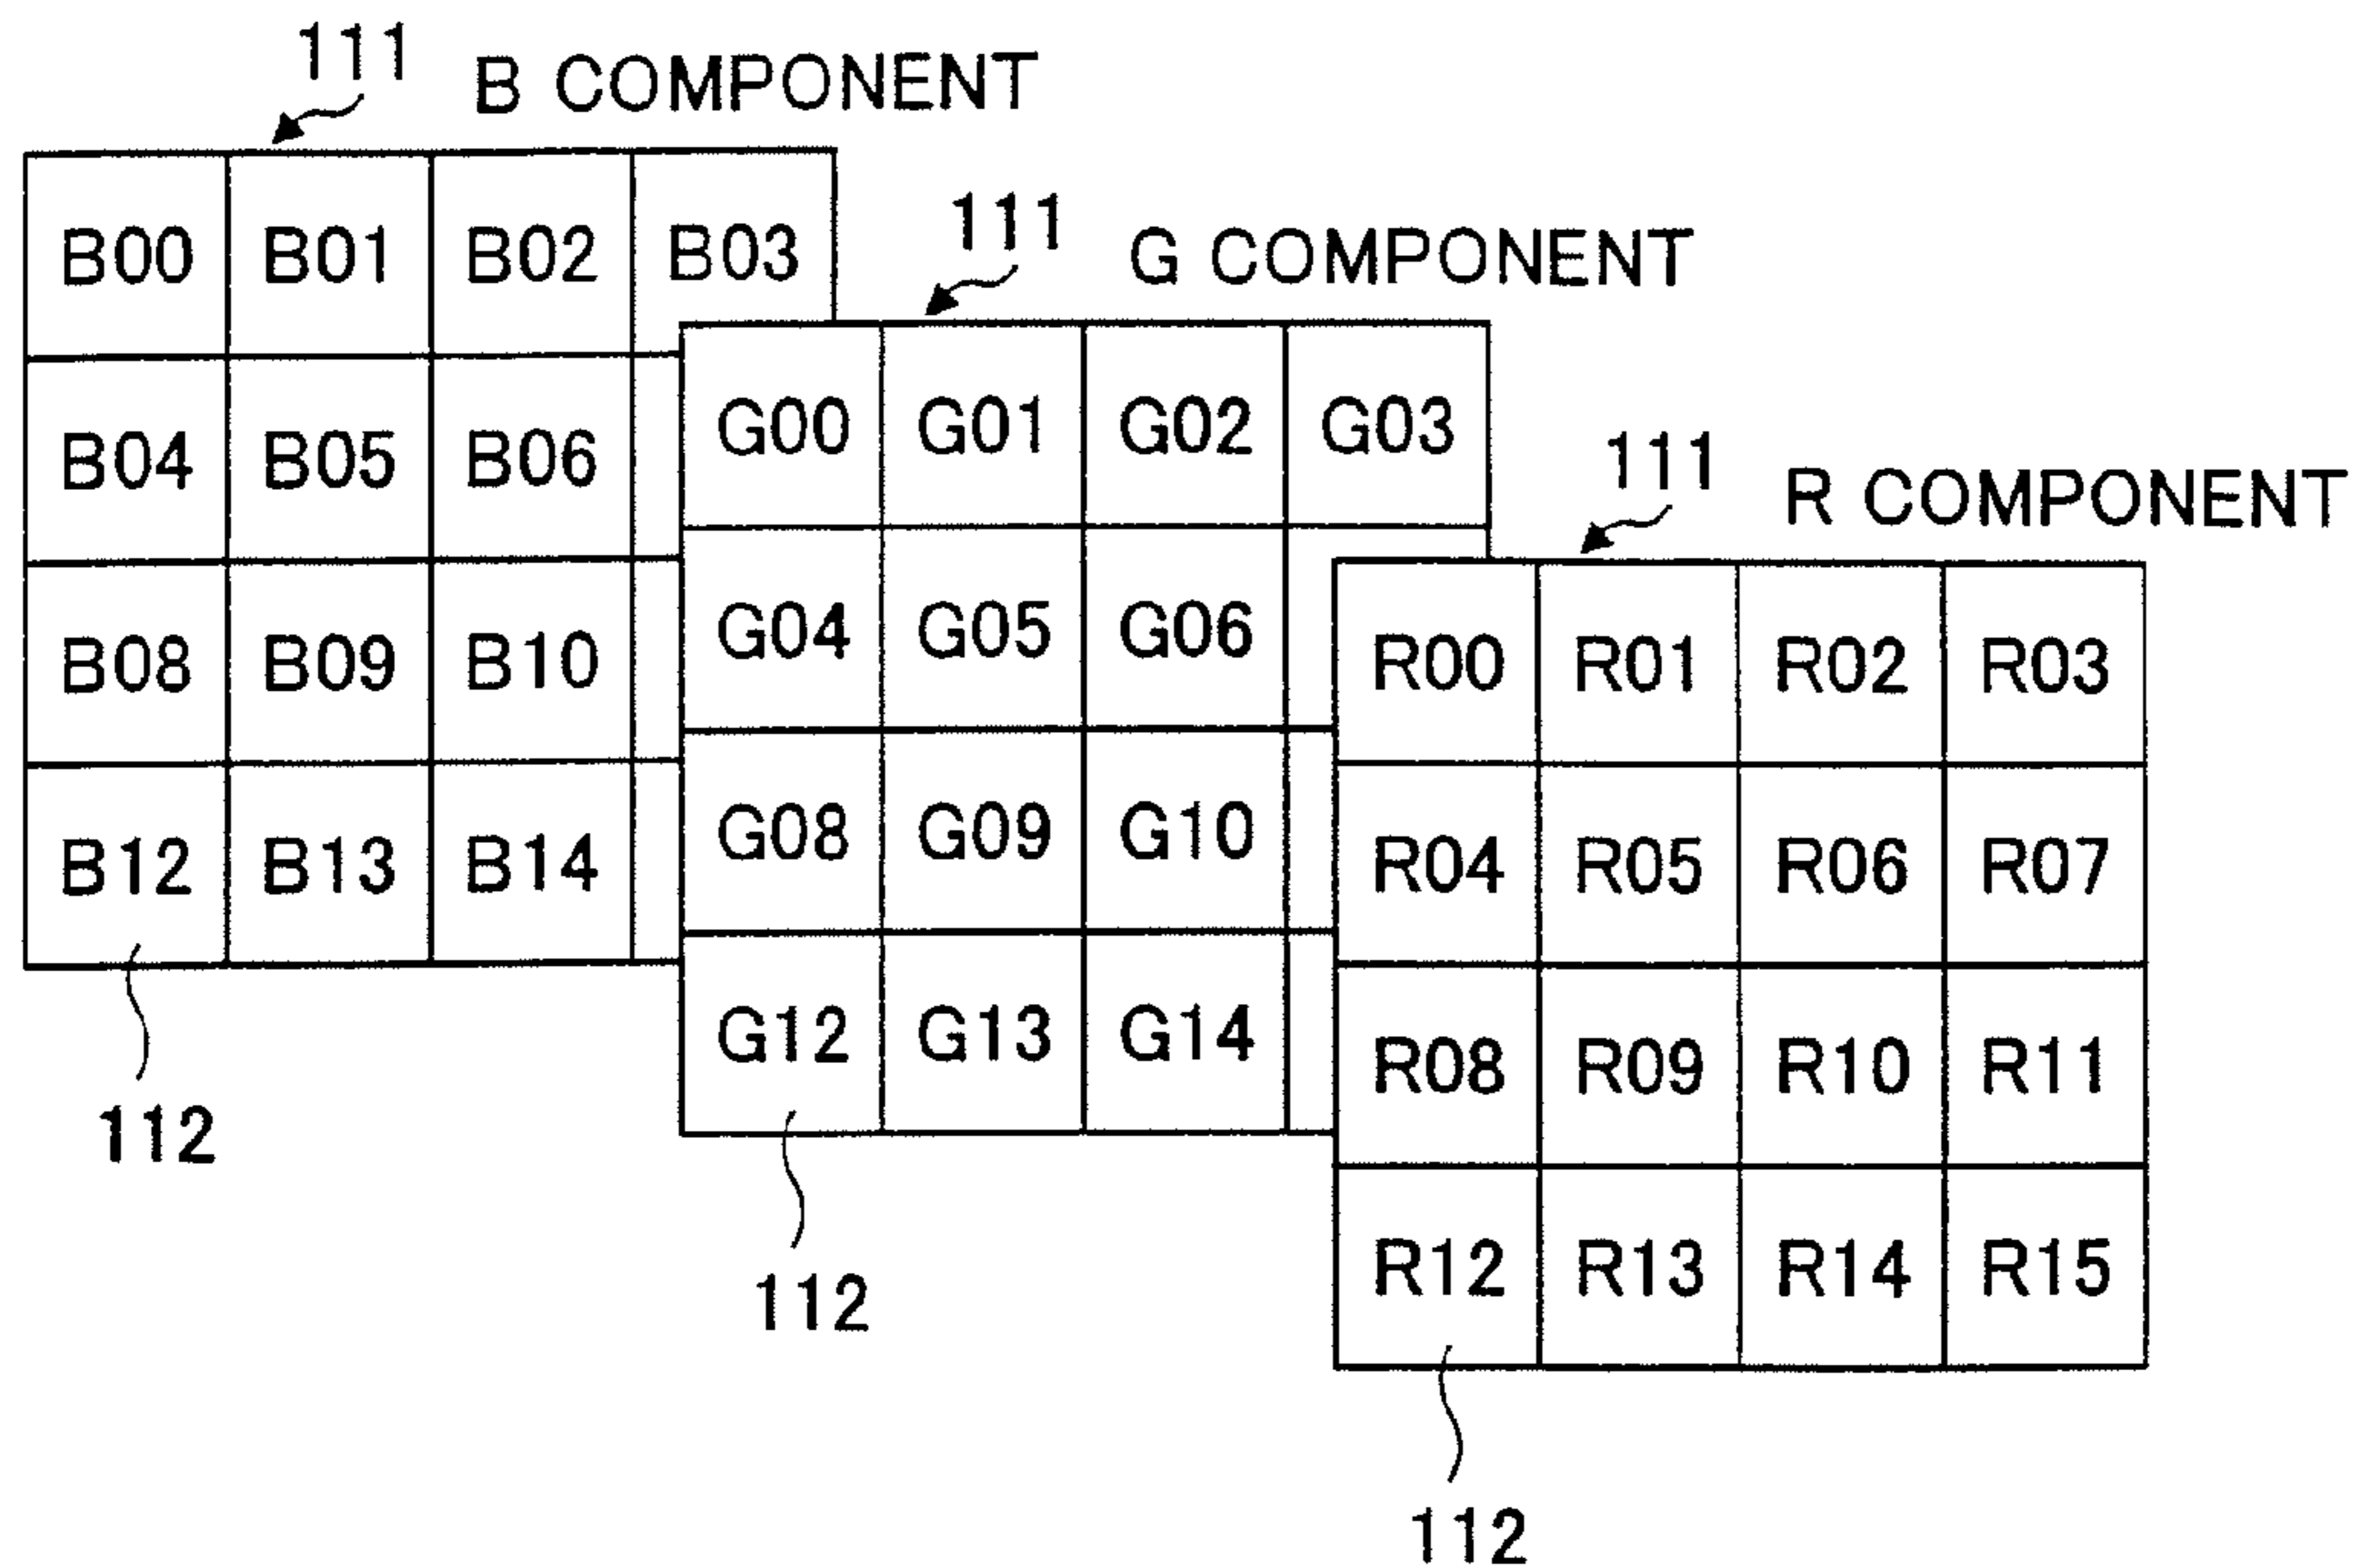 111 B COMPONENT
B00 B01 B02 B03
B04 B05 B06
B08 B09 B10
B12 B13 B14
112
111 G COMPONENT
G00 G01 G02 G03
G04 G05 G06
G08 G09 G10
G12 G13 G14
112
111 R COMPONENT
R00 R01 R02 R03
R04 R05 R06 R07
R08 R09 R10 R11
R12 R13 R14 R15
112